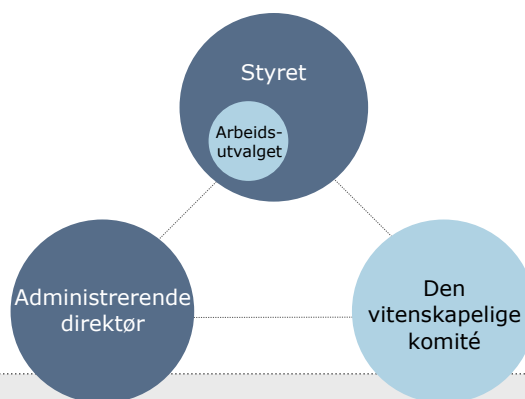 Styret
Arbeids-
utvalget
Administrerende
direktør
Den
vitenskapelige
komité